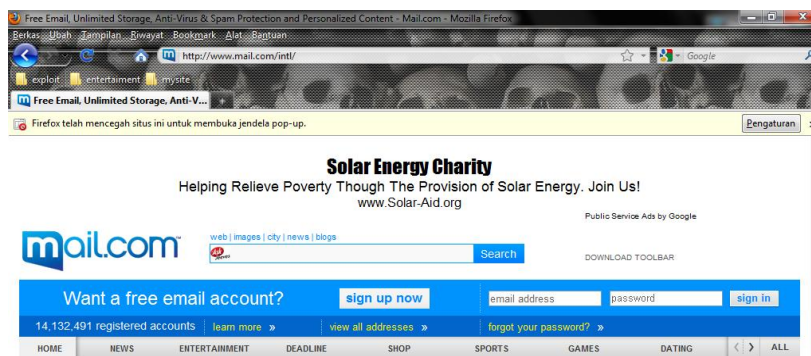 Free Email, Unlimited Storage, Anti-Virus & Spam Protection and Personalized Content - Mail.com - Mozilla Firefox
Berkas Ubah Tampilan Riwayat Bookmark Alat Bantuan
http://www.mail.com/intl/ Google
exploit entertaiment mysite
Free Email, Unlimited Storage, Anti-V...
Firefox telah mencegah situs ini untuk membuka jendela pop-up. Pengaturan
Solar Energy Charity
Helping Relieve Poverty Though The Provision of Solar Energy. Join Us!
www.Solar-Aid.org
Public Service Ads by Google
mail.com
web | images | city | news | blogs
Search
DOWNLOAD TOOLBAR
Want a free email account? sign up now email address password sign in
14,132,491 registered accounts learn more » view all addresses » forgot your password? »
HOME NEWS ENTERTAINMENT DEADLINE SHOP SPORTS GAMES DATING < > ALL